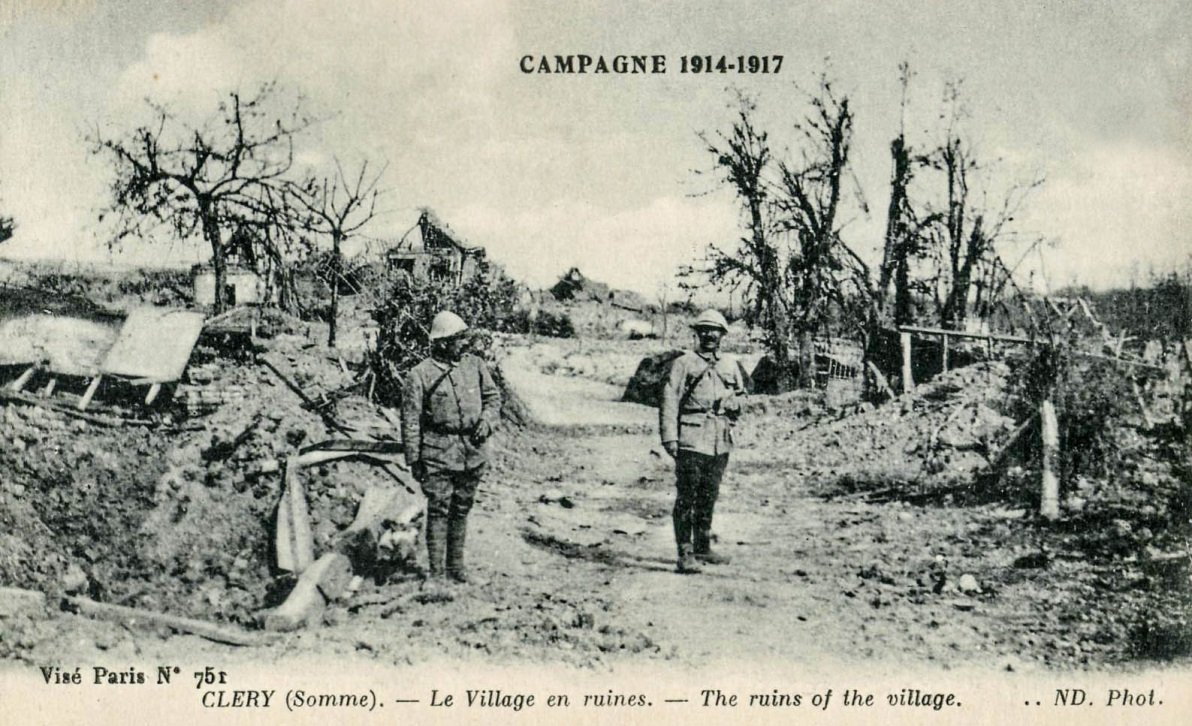 CAMPAGNE 1914-1917
Visé Paris N° 751
CLERY (Somme). — Le Village en ruines. — The ruins of the village. .. ND. Phot.